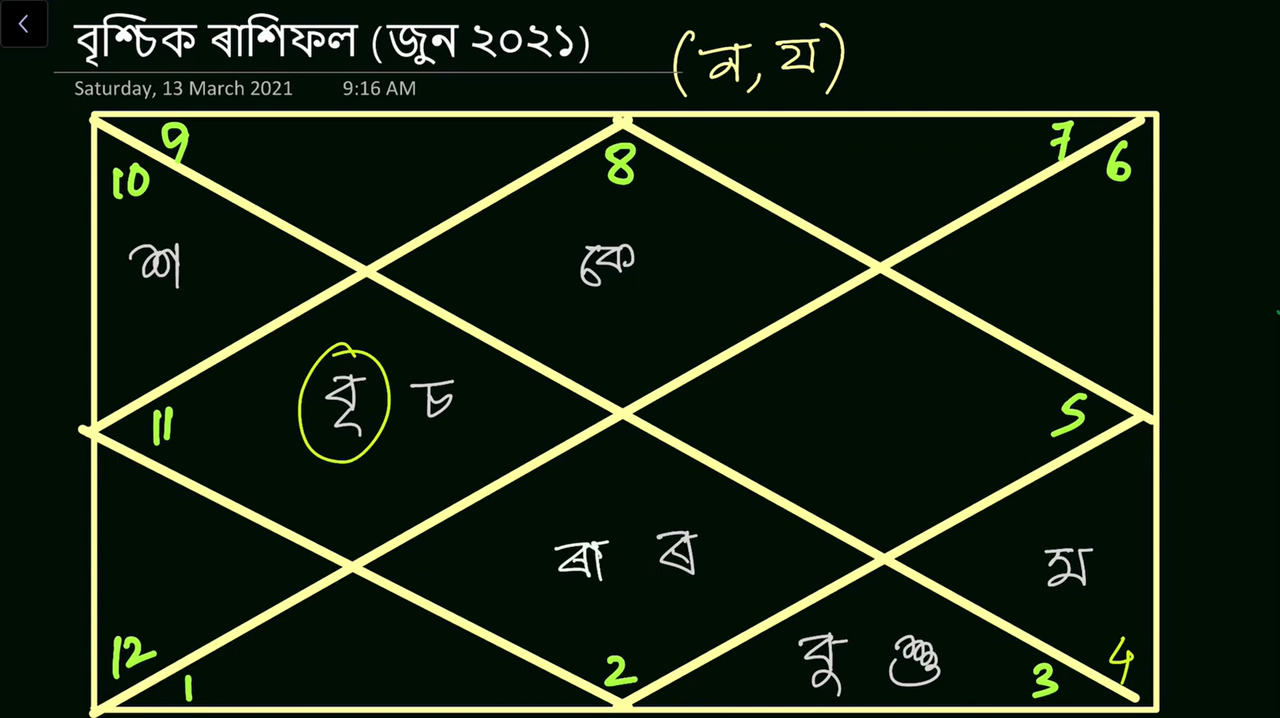 বৃশ্চিক ৰাশিফল (জুন ২০২১) (ন, য)
Saturday, 13 March 2021 9:16 AM
9 8 7
10 6
শ কে
বৃ চ
11 5
ৰা ৰ ম
12 বু শু 4
1 2 3